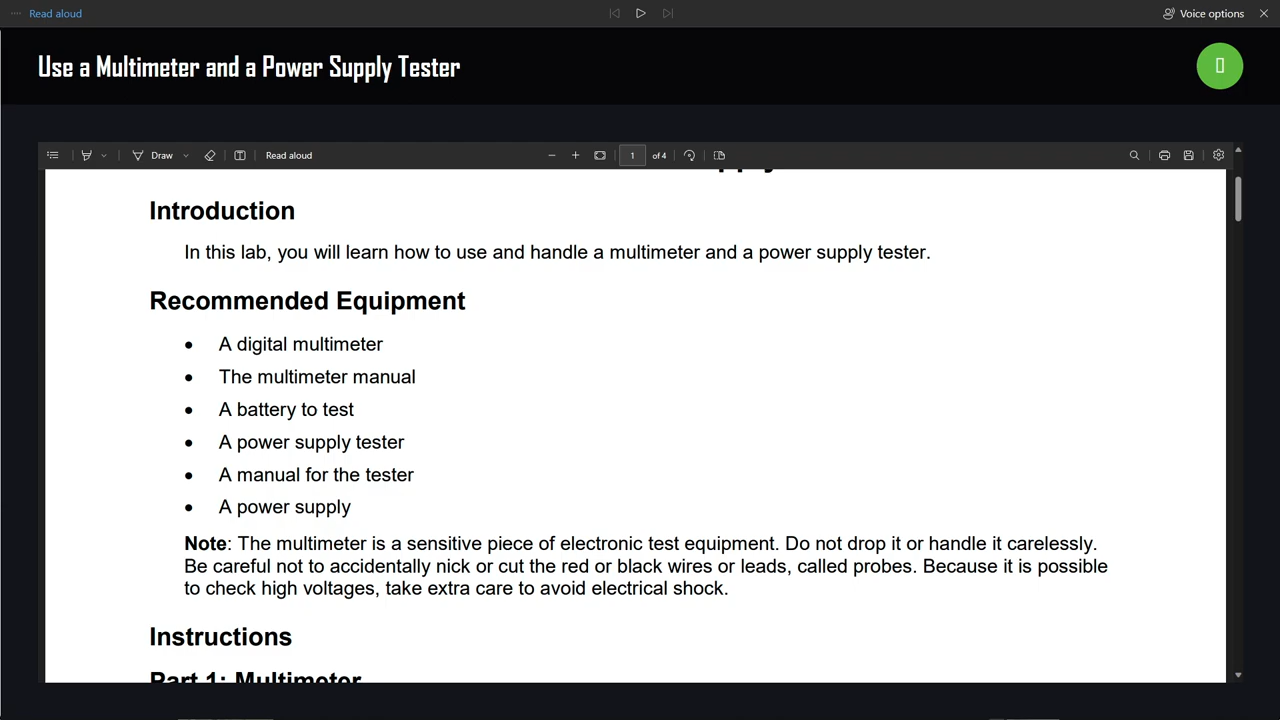 Read aloud
Voice options
Use a Multimeter and a Power Supply Tester
Draw
Read aloud
1 of 4
Introduction
In this lab, you will learn how to use and handle a multimeter and a power supply tester.
Recommended Equipment
• A digital multimeter
• The multimeter manual
• A battery to test
• A power supply tester
• A manual for the tester
• A power supply
Note: The multimeter is a sensitive piece of electronic test equipment. Do not drop it or handle it carelessly.
Be careful not to accidentally nick or cut the red or black wires or leads, called probes. Because it is possible
to check high voltages, take extra care to avoid electrical shock.
Instructions
Part 1: Multimeter